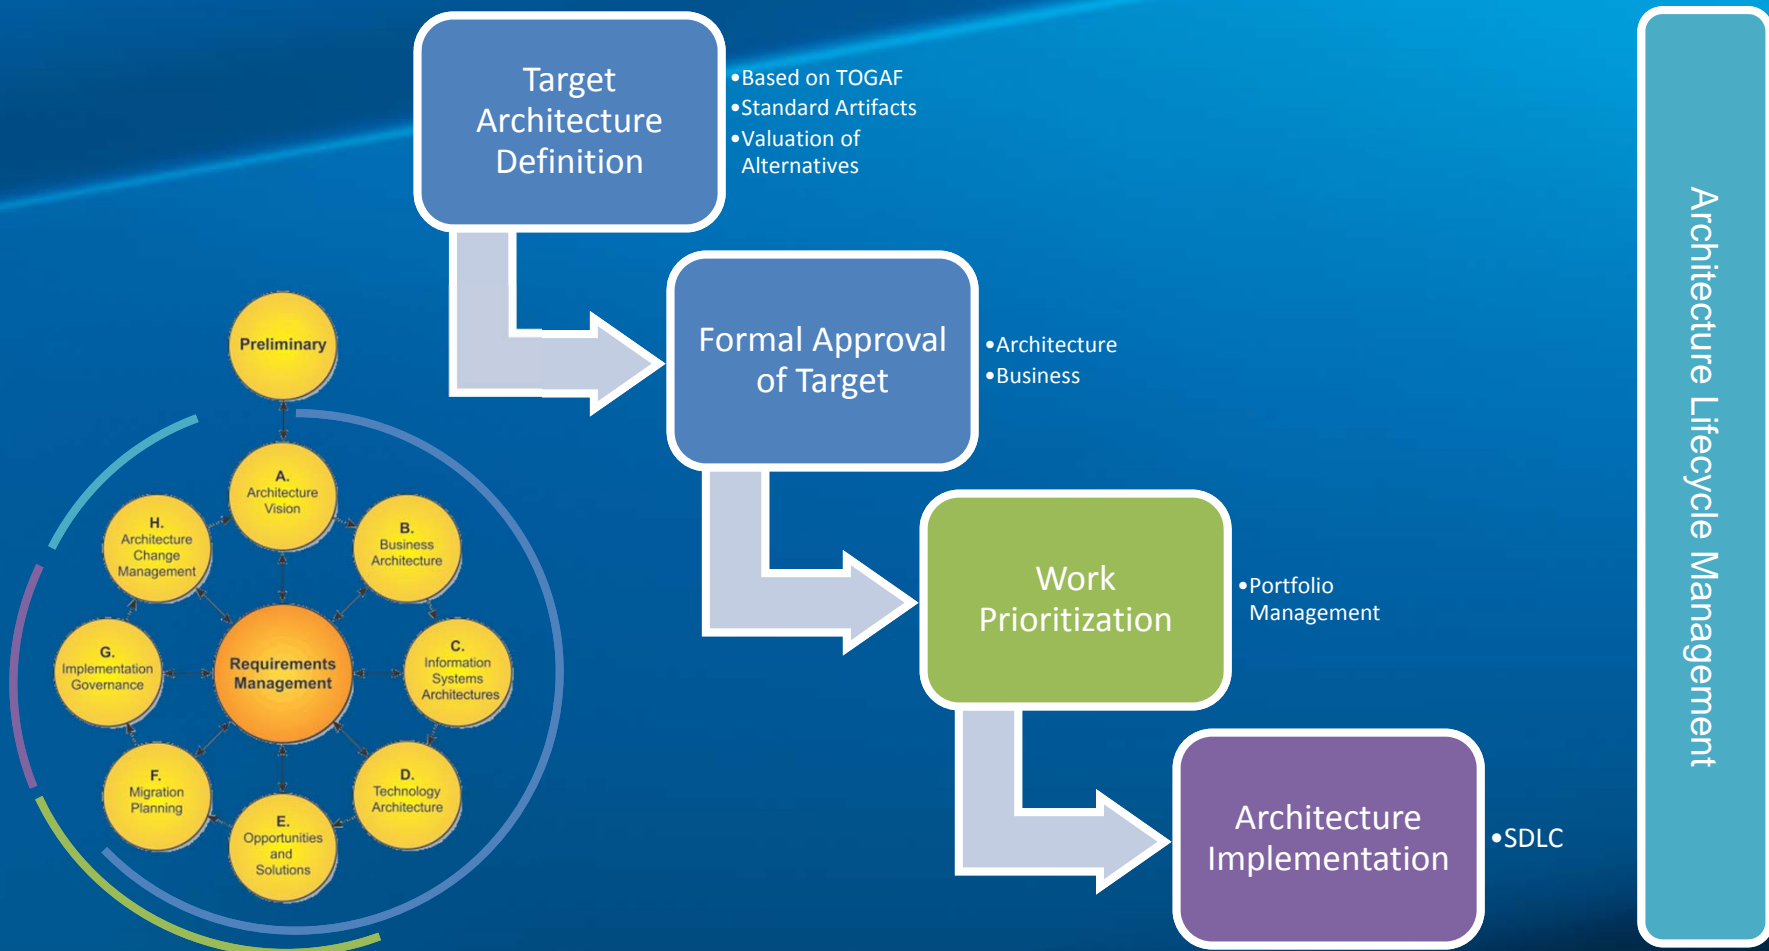 Target
Architecture
Definition
•Based on TOGAF
•Standard Artifacts
•Valuation of
Alternatives
Formal Approval
of Target
•Architecture
•Business
Work
Prioritization
•Portfolio
Management
Architecture
Implementation
•SDLC
Architecture Lifecycle Management
Preliminary
A.
Architecture
Vision
B.
Business
Architecture
C.
Information
Systems
Architectures
D.
Technology
Architecture
E.
Opportunities
and
Solutions
F.
Migration
Planning
G.
Implementation
Governance
H.
Architecture
Change
Management
Requirements
Management